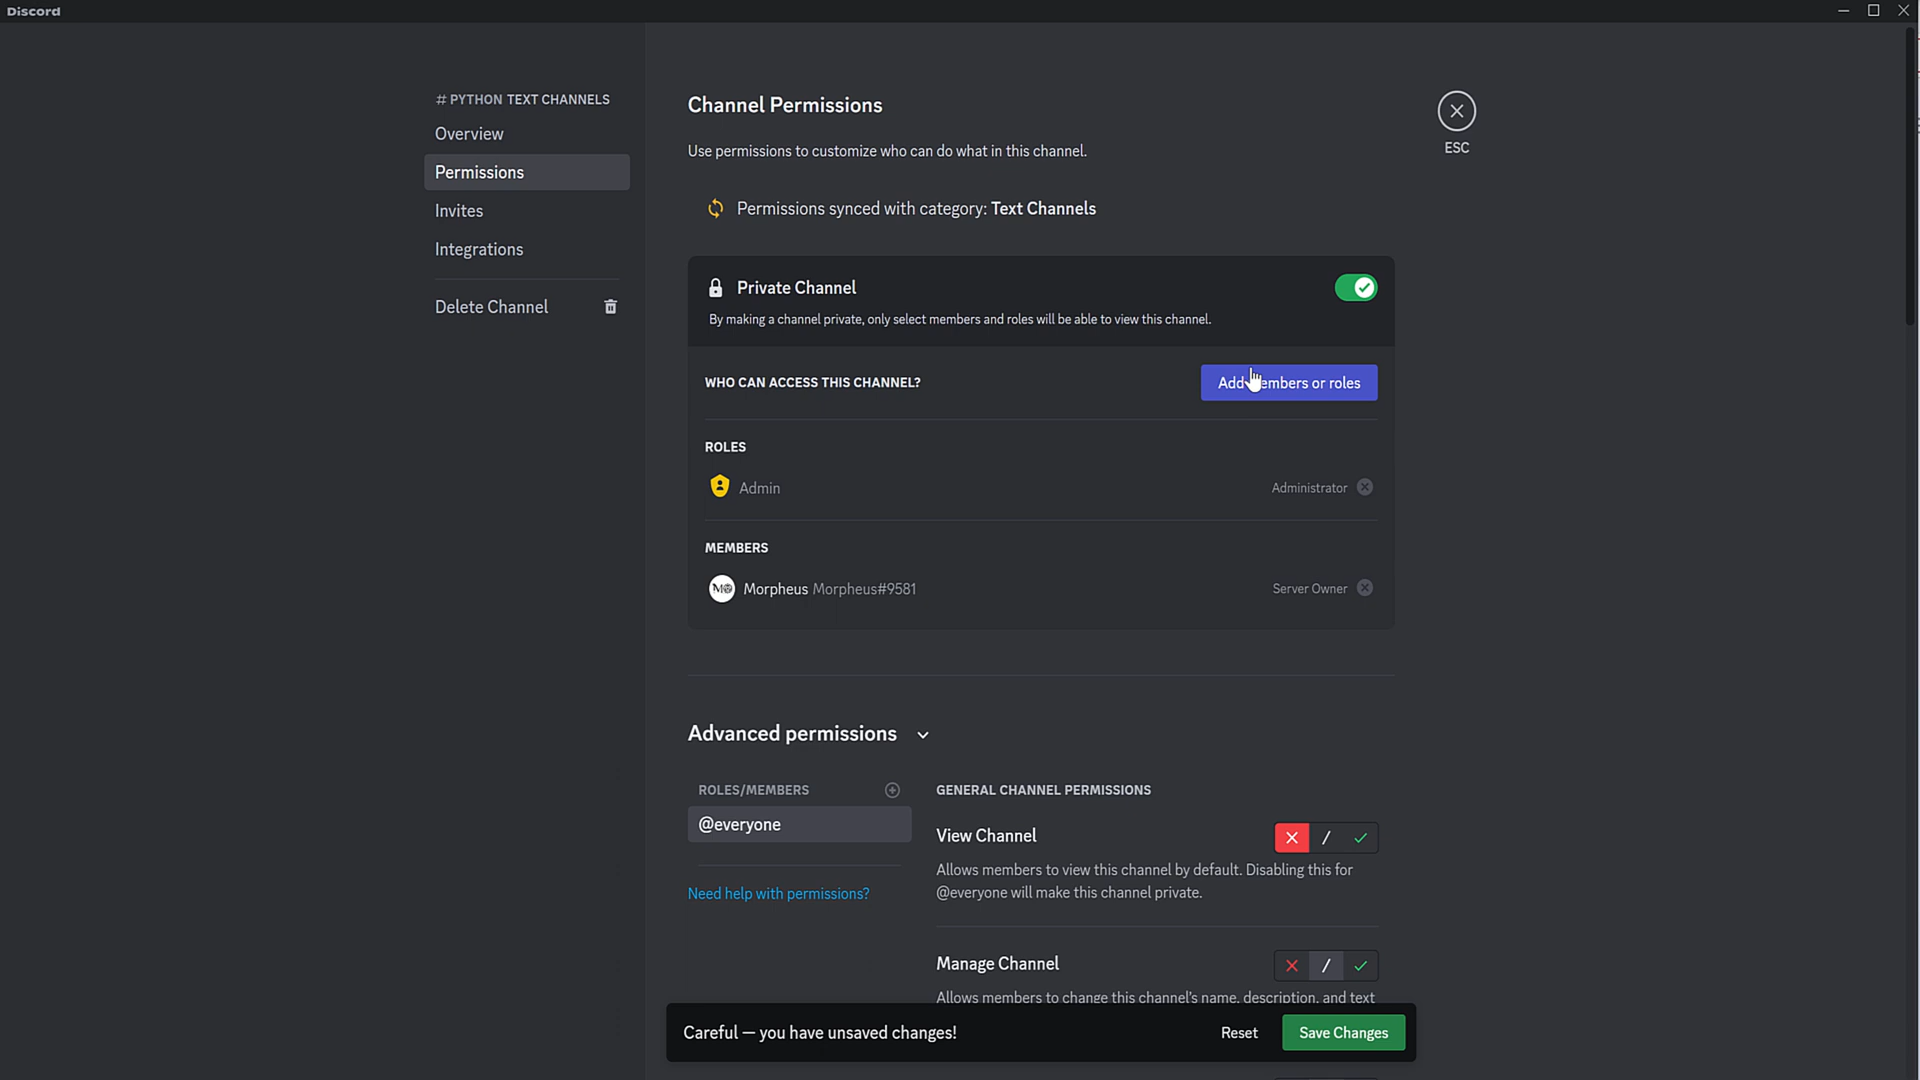 Discord
# PYTHON TEXT CHANNELS
Overview
Permissions
Invites
Integrations
Delete Channel
Channel Permissions
Use permissions to customize who can do what in this channel.
Permissions synced with category: Text Channels
Private Channel
By making a channel private, only select members and roles will be able to view this channel.
WHO CAN ACCESS THIS CHANNEL?
Add members or roles
ROLES
Admin
Administrator
MEMBERS
Morpheus Morpheus#9581
Server Owner
ESC
Advanced permissions
ROLES/MEMBERS
@everyone
Need help with permissions?
GENERAL CHANNEL PERMISSIONS
View Channel
Allows members to view this channel by default. Disabling this for
@everyone will make this channel private.
Manage Channel
Allows members to change this channel's name, description, and text
Careful — you have unsaved changes!
Reset
Save Changes